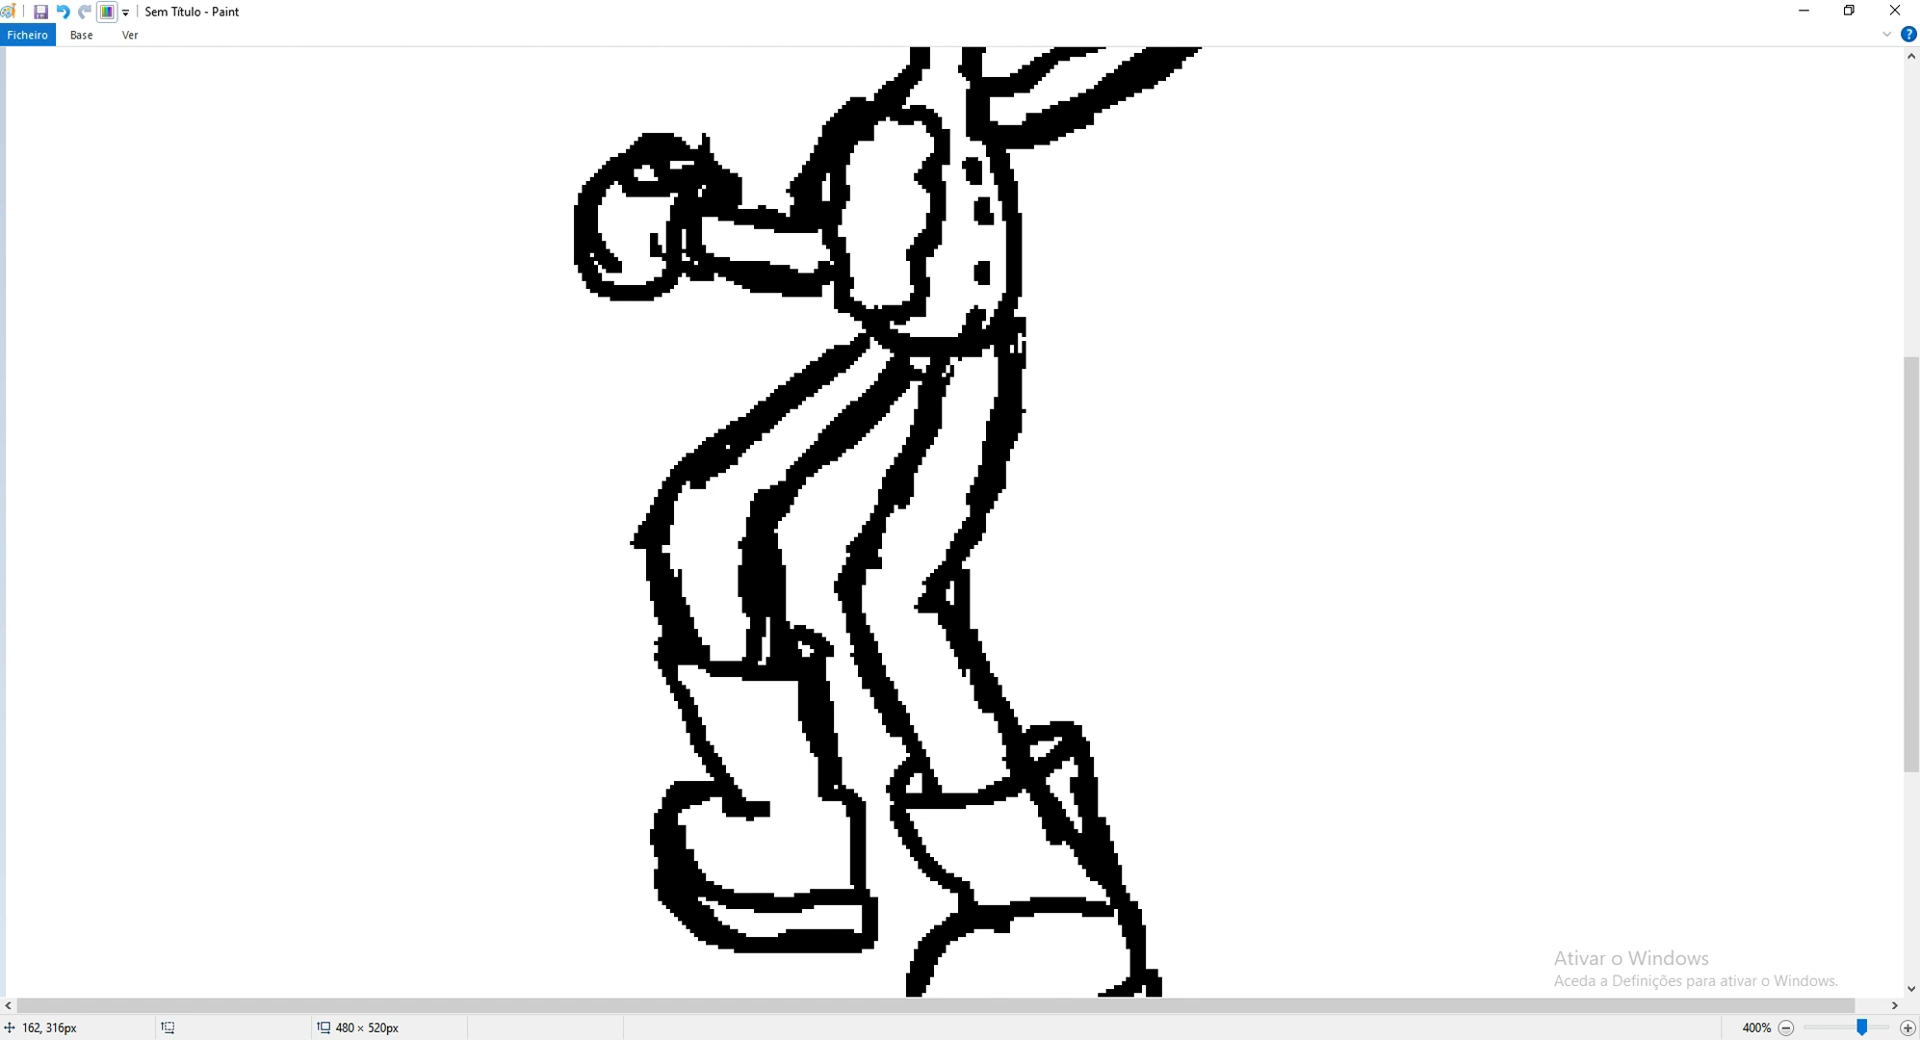 Sem Título - Paint
Ficheiro Base Ver
?
Ativar o Windows
Aceda a Definições para ativar o Windows.
162, 316px
480 × 520px
400%